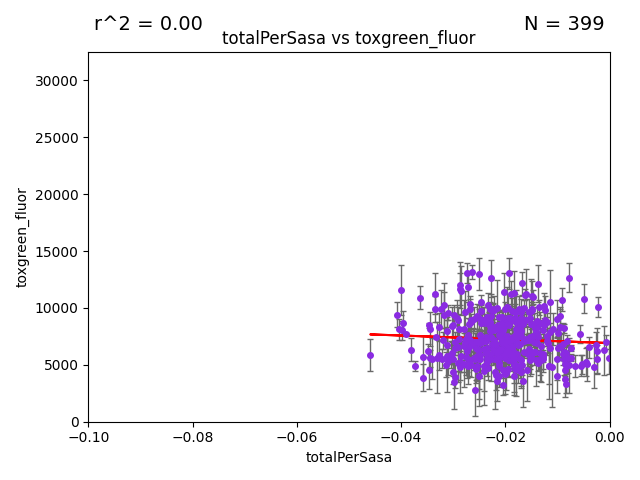 r^2 = 0.00
N = 399
totalPerSasa vs toxgreen_fluor
30000
25000
20000
15000
10000
5000
0
toxgreen_fluor
−0.10
−0.08
−0.06
−0.04
−0.02
0.00
totalPerSasa